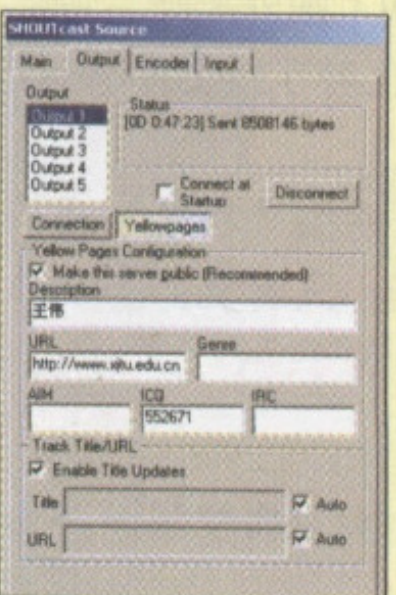 SHOUTcast Source
Main Output Encoder Input
Output
Output 1
Output 2
Output 3
Output 4
Output 5
Status
[0D 0:47:23] Sent 8508146 bytes
Connect at Startup
Disconnect
Connection Yellowpages
Yellow Pages Configuration
Make this server public (Recommended)
Description
王伟
URL Genre
http://www.xjtu.edu.cn
AIM ICQ IRC
552671
Track Title/URL
Enable Title Updates
Title Auto
URL Auto